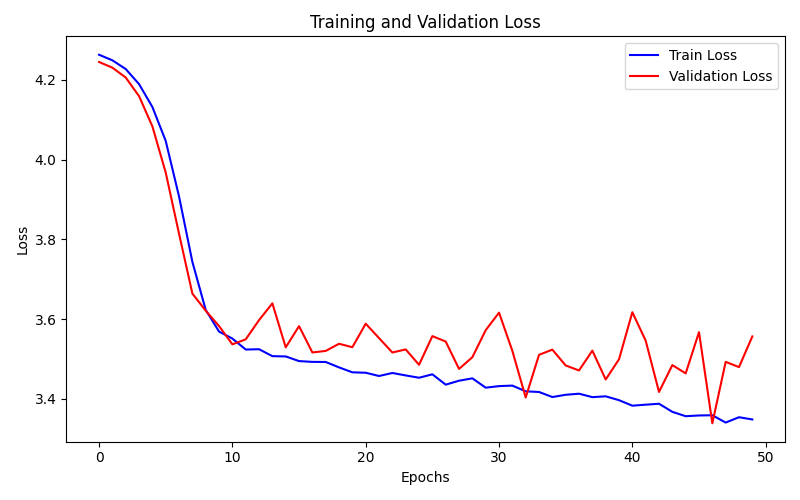 Training and Validation Loss
Train Loss
Validation Loss
4.2
4.0
3.8
3.6
3.4
Loss
0 10 20 30 40 50
Epochs